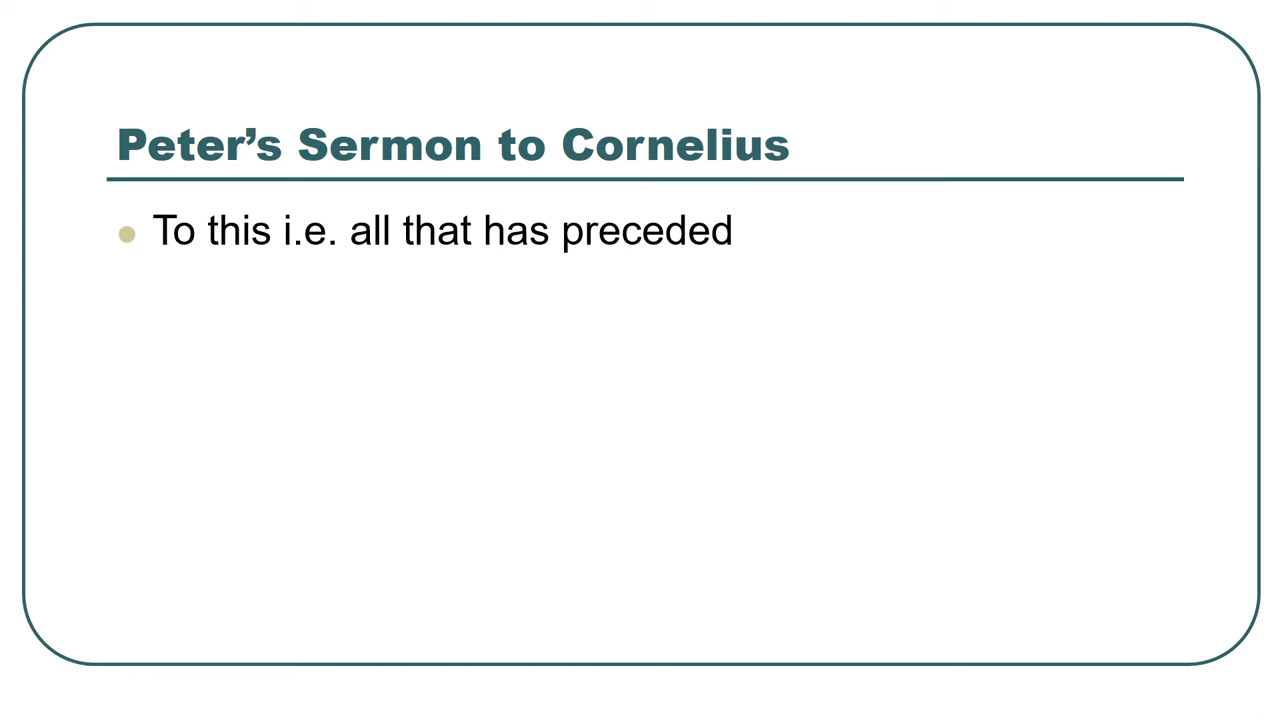 Peter’s Sermon to Cornelius
To this i.e. all that has preceded